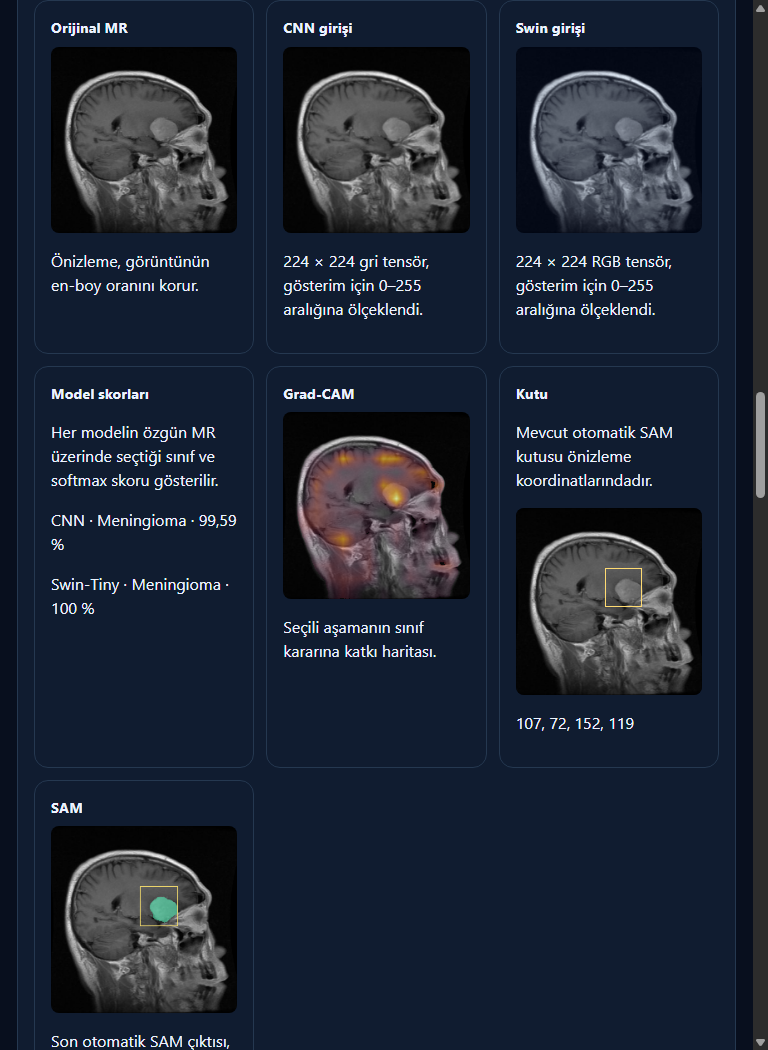 Orijinal MR
Önizleme, görüntünün
en-boy oranını korur.
CNN girişi
224 × 224 gri tensör,
gösterim için 0–255
aralığına ölçeklendi.
Swin girişi
224 × 224 RGB tensör,
gösterim için 0–255
aralığına ölçeklendi.
Model skorları
Her modelin özgün MR
üzerinde seçtiği sınıf ve
softmax skoru gösterilir.
CNN · Meningioma · 99,59
%
Swin-Tiny · Meningioma ·
100 %
Grad-CAM
Seçili aşamanın sınıf
kararına katkı haritası.
Kutu
Mevcut otomatik SAM
kutusu önizleme
koordinatlarındadır.
107, 72, 152, 119
SAM
Son otomatik SAM çıktısı,